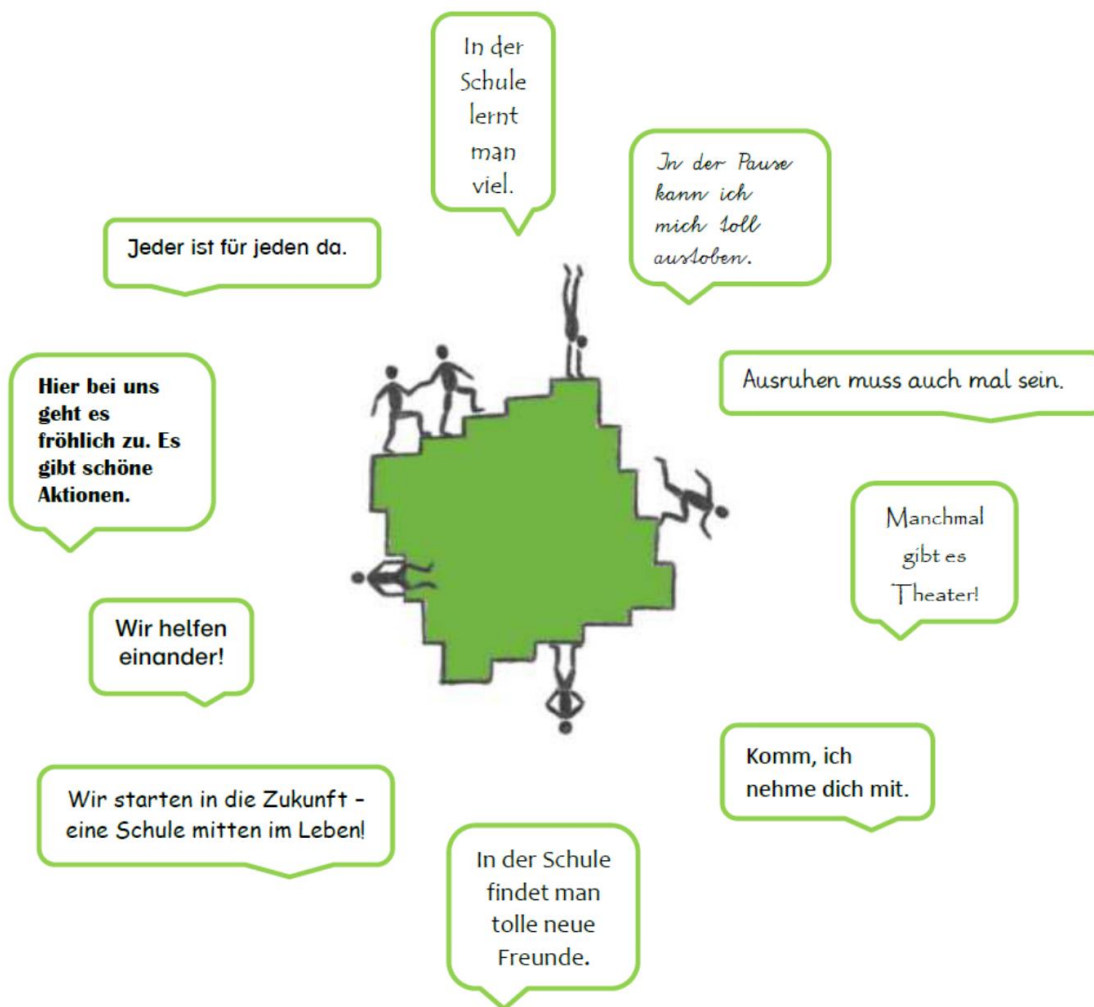 In der
Schule
lernt
man
viel.
In der Pause
kann ich
mich toll
austoben.
Jeder ist für jeden da.
Hier bei uns
geht es
fröhlich zu. Es
gibt schöne
Aktionen.
Ausruhen muss auch mal sein.
Manchmal
gibt es
Theater!
Wir helfen
einander!
Komm, ich
nehme dich mit.
Wir starten in die Zukunft –
eine Schule mitten im Leben!
In der Schule
findet man
tolle neue
Freunde.